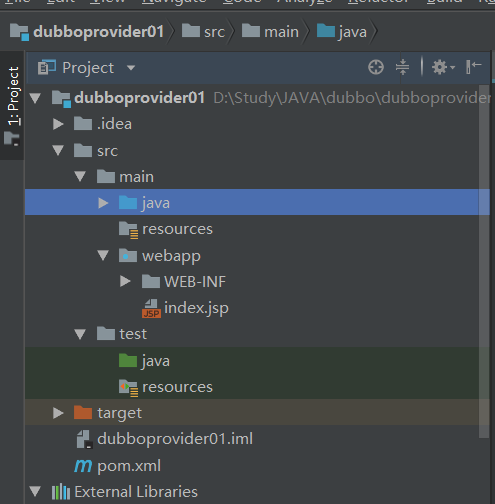 dubboprovider01 src main java
1: Project
Project
dubboprovider01 D:\Study\JAVA\dubbo\dubboprovider
.idea
src
main
java
resources
webapp
WEB-INF
JSP index.jsp
test
java
resources
target
dubboprovider01.iml
m pom.xml
External Libraries